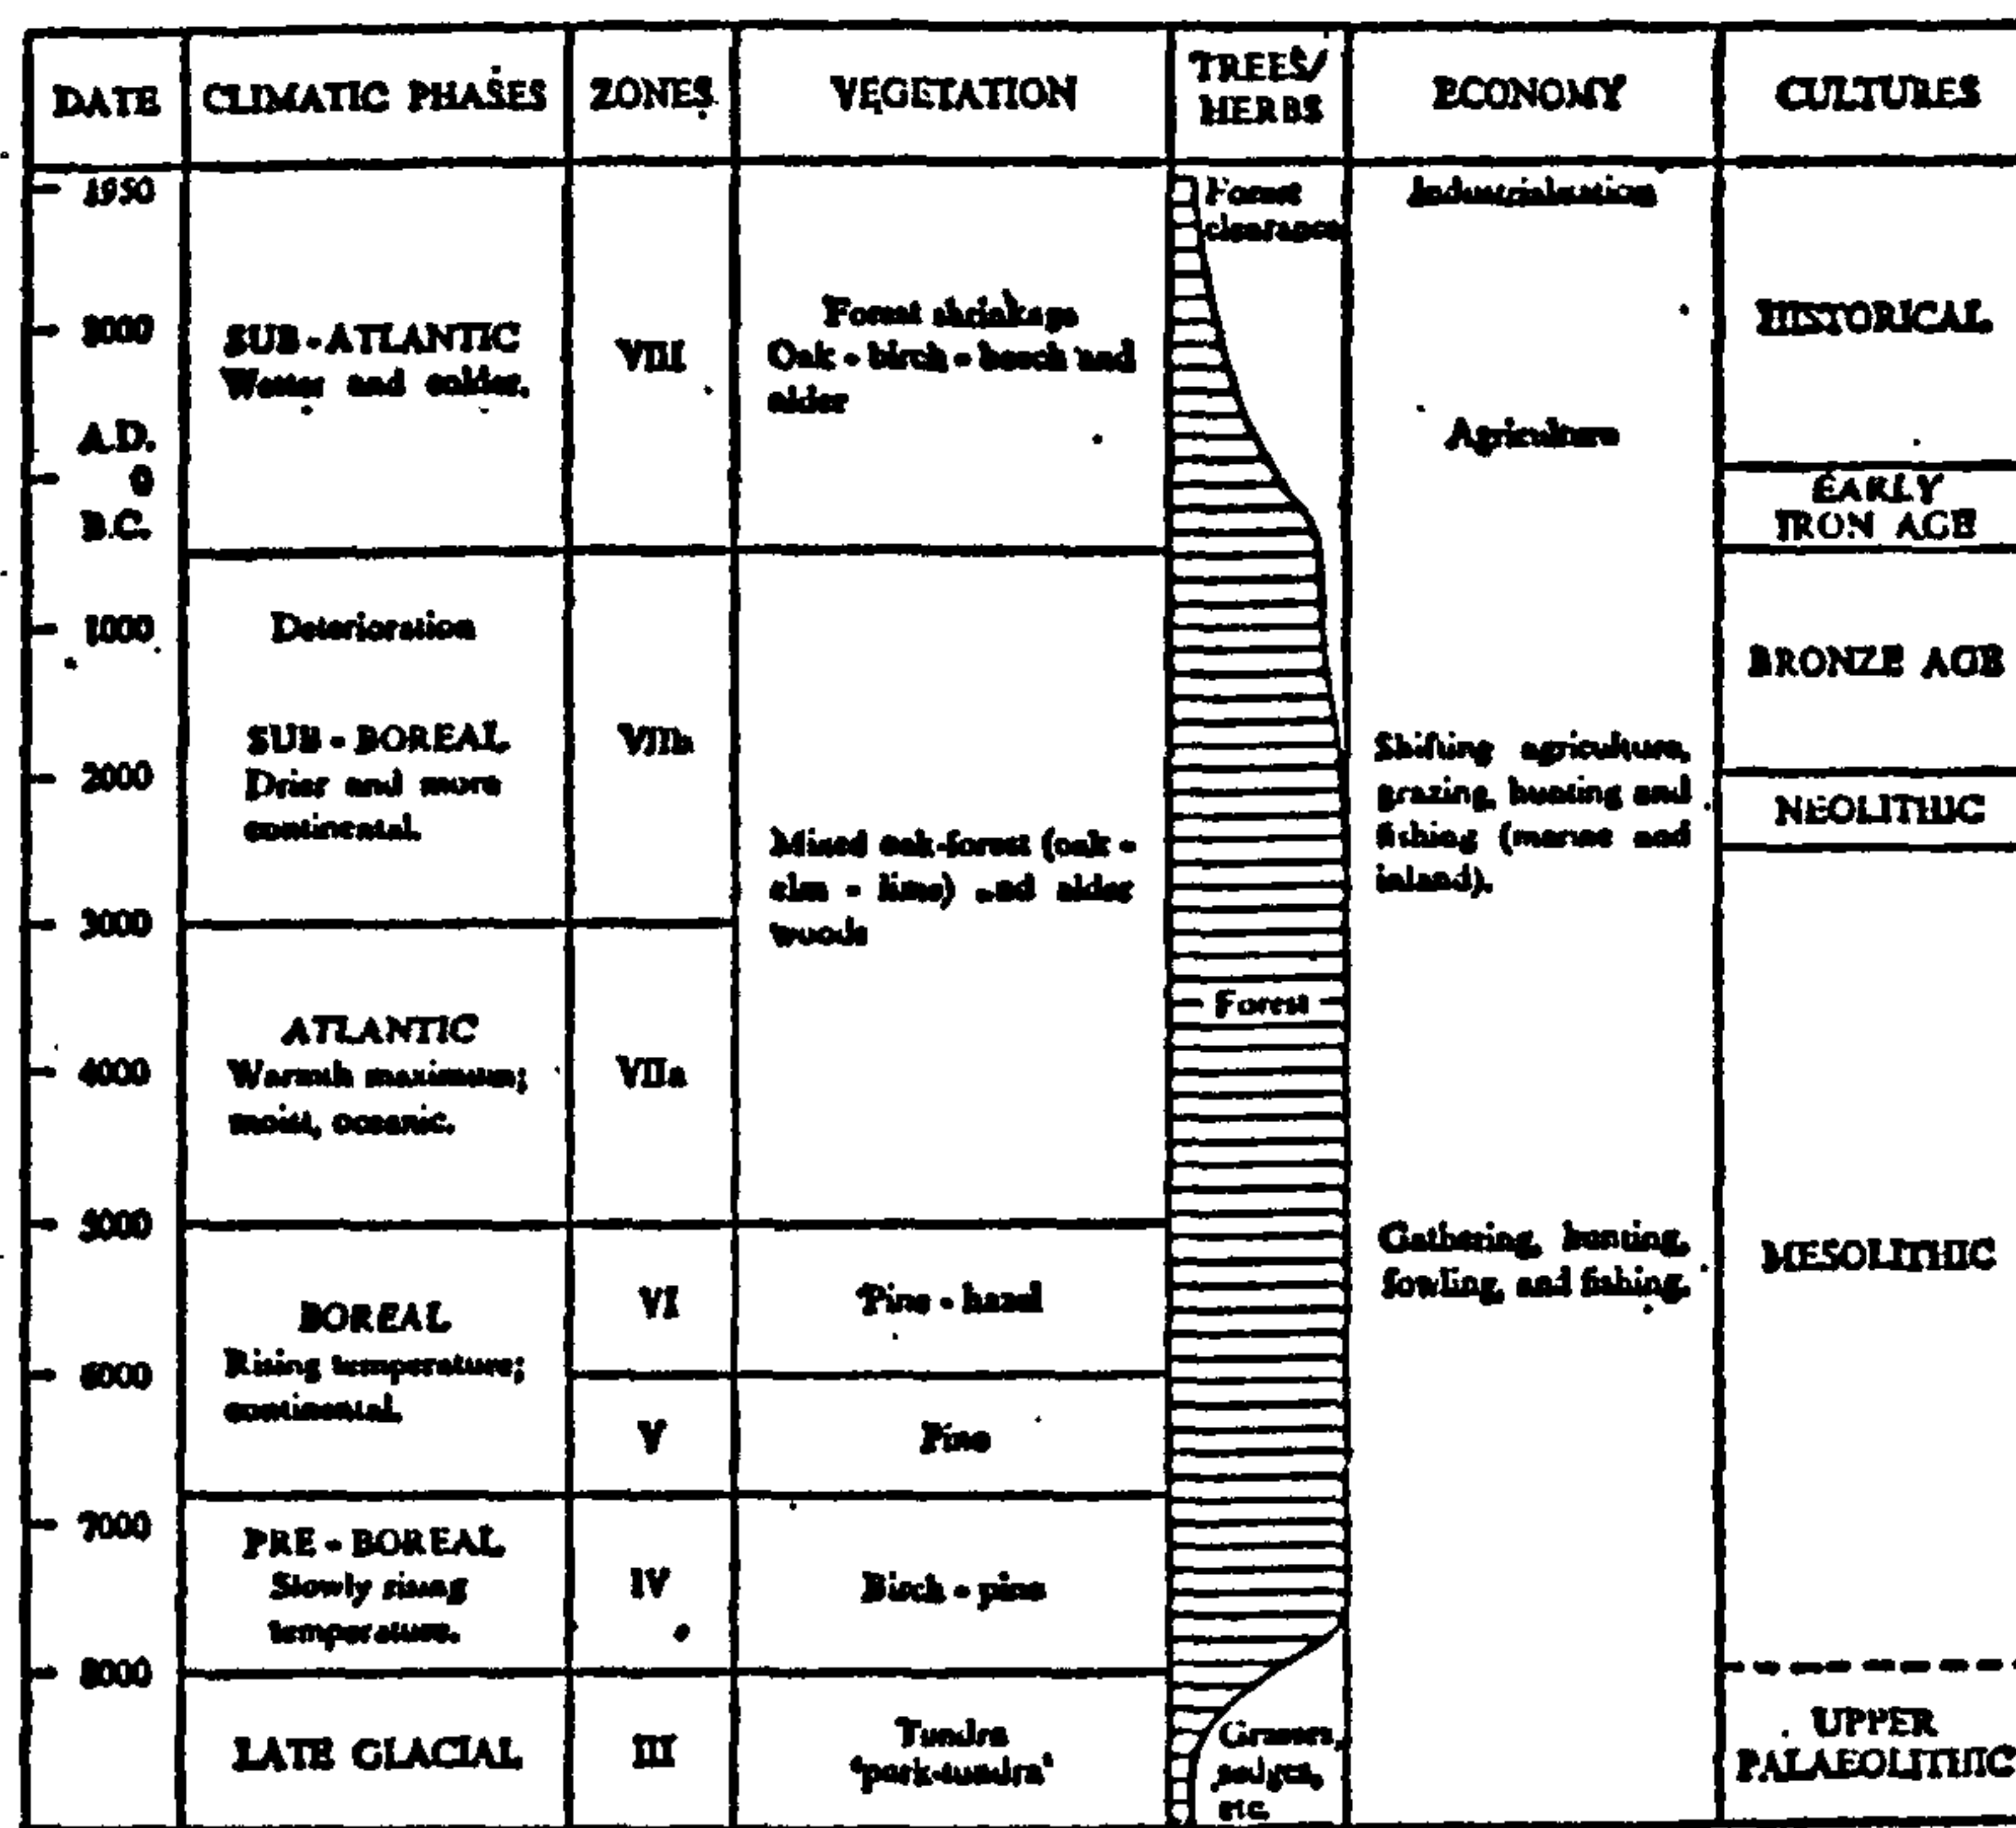 DATE
CLIMATIC PHASES
ZONES
VEGETATION
TREES/
HERBS
ECONOMY
CULTURES
1950
1000
A.D.
0
B.C.
1000
2000
3000
4000
5000
6000
7000
8000
SUB-ATLANTIC
Wetter and colder.
Deterioration
SUB-BOREAL
Drier and more
continental.
ATLANTIC
Warmth maximum;
moist, oceanic.
BOREAL
Rising temperature;
continental.
PRE-BOREAL
Slowly rising
temperature.
LATE GLACIAL
VIII
VIIb
VIIa
VI
V
IV
III
Forest shrinkage
Oak - birch - beech and
alder
Mixed oak-forest (oak -
elm - lime) and alder
woods
Pine - hazel
Pine
Birch - pine
Tundra
'park-tundra'
Forest
clearance
Forest
Grasses,
sedges,
etc.
Industrialisation
Agriculture
Shifting agriculture,
grazing, hunting and
fishing (marine and
inland).
Gathering, hunting,
fowling, and fishing.
HISTORICAL
EARLY
IRON AGE
BRONZE AGE
NEOLITHIC
MESOLITHIC
UPPER
PALAEOLITHIC